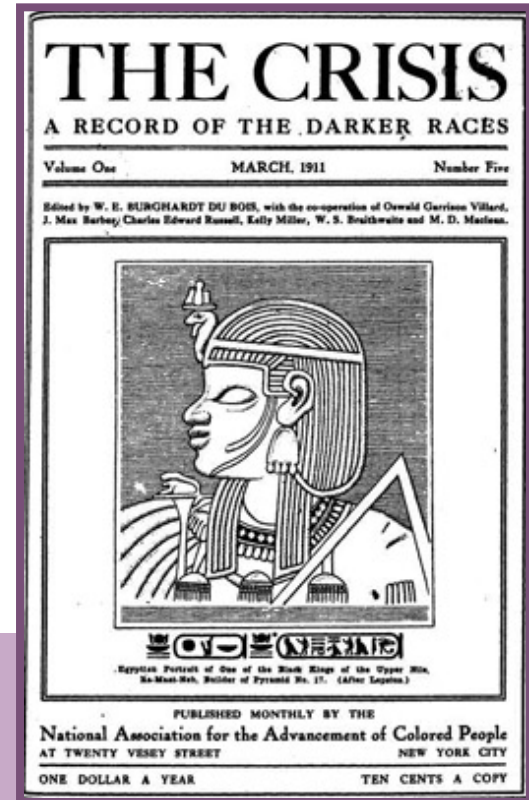 THE CRISIS
A RECORD OF THE DARKER RACES
Volume One MARCH, 1911 Number Five
Edited by W. E. BURGHARDT DU BOIS, with the co-operation of Oswald Garrison Villard,
J. Max Barber, Charles Edward Russell, Kelly Miller, W. S. Braithwaite and M. D. Maclean.
Egyptian Portrait of One of the Black Kings of the Upper Nile,
Ra-Maat-Neb, Builder of Pyramid No. 17. (After Lepsius.)
PUBLISHED MONTHLY BY THE
National Association for the Advancement of Colored People
AT TWENTY VESEY STREET NEW YORK CITY
ONE DOLLAR A YEAR TEN CENTS A COPY